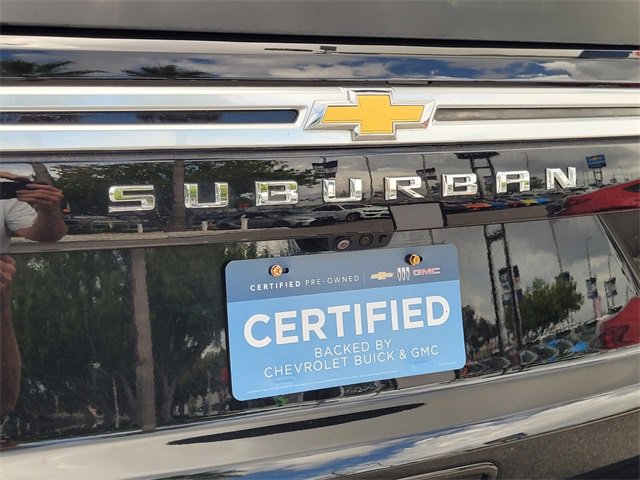 SUBURBAN
CERTIFIED PRE-OWNED
GMC
CERTIFIED
BACKED BY
CHEVROLET BUICK & GMC